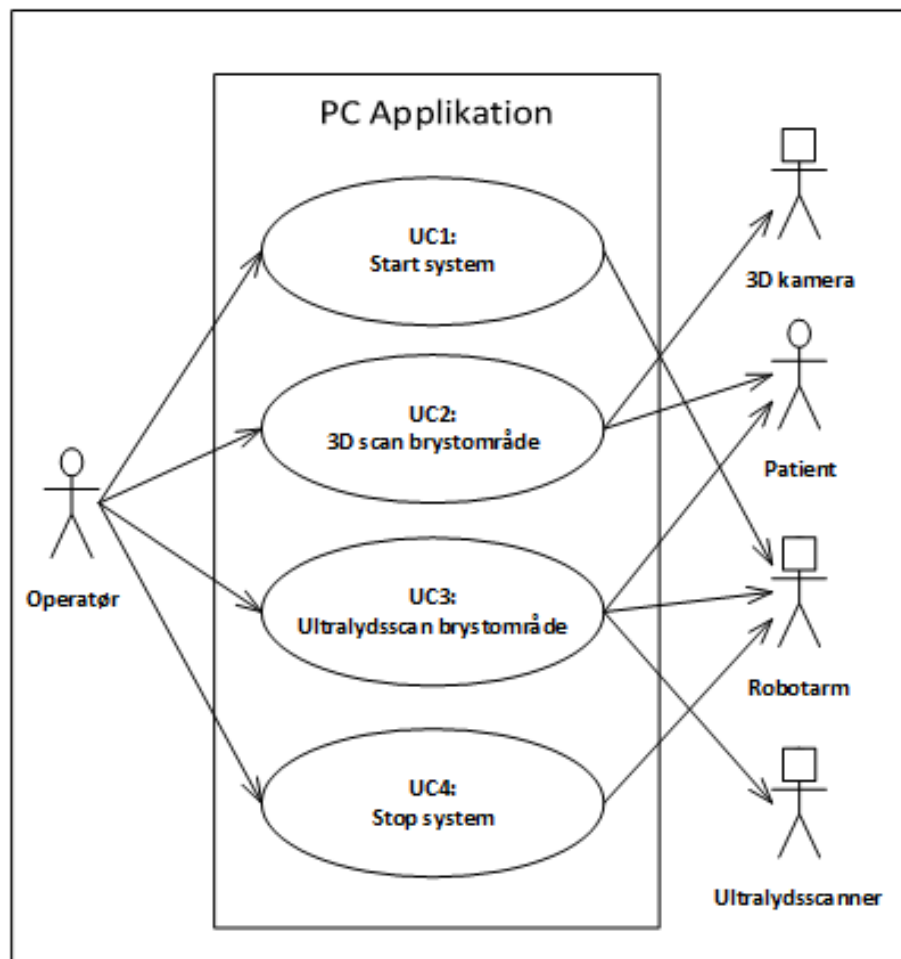 PC Applikation
UC1:
Start system
3D kamera
UC2:
3D scan brystområde
Patient
Operatør
UC3:
Ultralydsscan brystområde
Robotarm
UC4:
Stop system
Ultralydsscanner